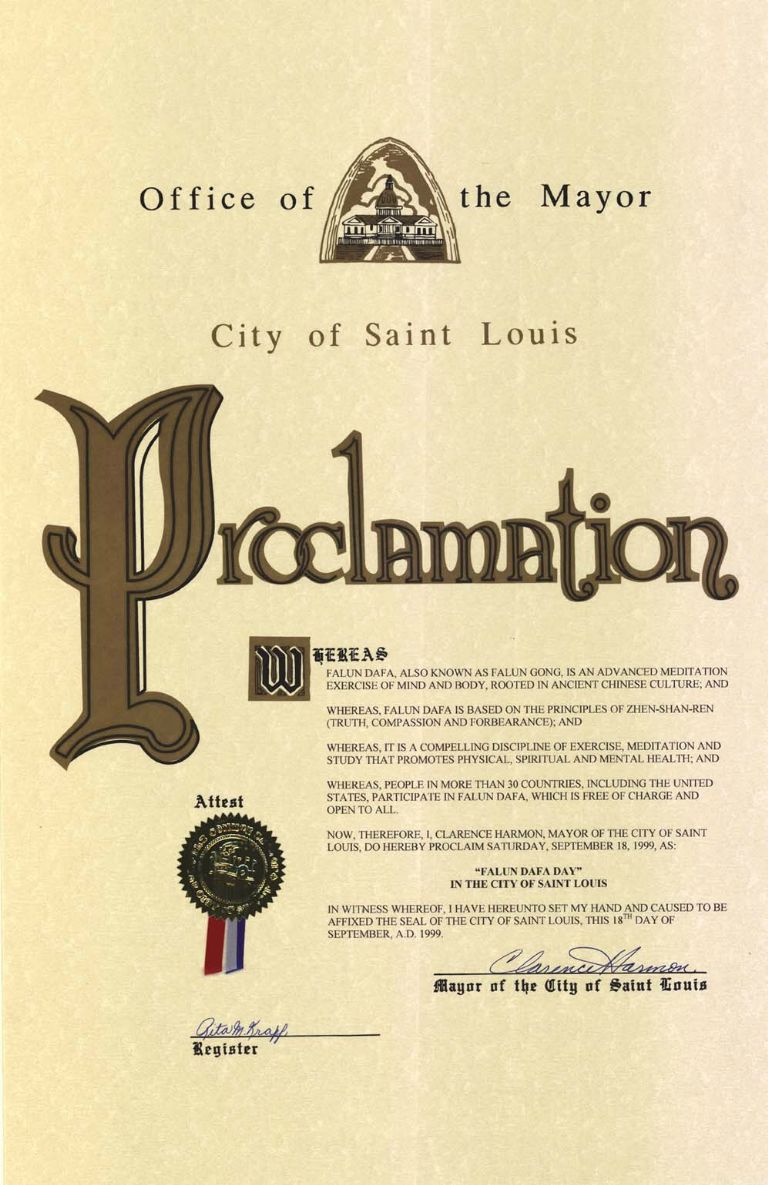 Office of the Mayor
City of Saint Louis
Proclamation
WHEREAS
FALUN DAFA, ALSO KNOWN AS FALUN GONG, IS AN ADVANCED MEDITATION
EXERCISE OF MIND AND BODY, ROOTED IN ANCIENT CHINESE CULTURE; AND
WHEREAS, FALUN DAFA IS BASED ON THE PRINCIPLES OF ZHEN-SHAN-REN
(TRUTH, COMPASSION AND FORBEARANCE); AND
WHEREAS, IT IS A COMPELLING DISCIPLINE OF EXERCISE, MEDITATION AND
STUDY THAT PROMOTES PHYSICAL, SPIRITUAL AND MENTAL HEALTH; AND
WHEREAS, PEOPLE IN MORE THAN 30 COUNTRIES, INCLUDING THE UNITED
STATES, PARTICIPATE IN FALUN DAFA, WHICH IS FREE OF CHARGE AND
OPEN TO ALL.
NOW, THEREFORE, I, CLARENCE HARMON, MAYOR OF THE CITY OF SAINT
LOUIS, DO HEREBY PROCLAIM SATURDAY, SEPTEMBER 18, 1999, AS:
"FALUN DAFA DAY"
IN THE CITY OF SAINT LOUIS
IN WITNESS WHEREOF, I HAVE HEREUNTO SET MY HAND AND CAUSED TO BE
AFFIXED THE SEAL OF THE CITY OF SAINT LOUIS, THIS 18TH DAY OF
SEPTEMBER, A.D. 1999.
Clarence Harmon
Mayor of the City of Saint Louis
Attest
Register